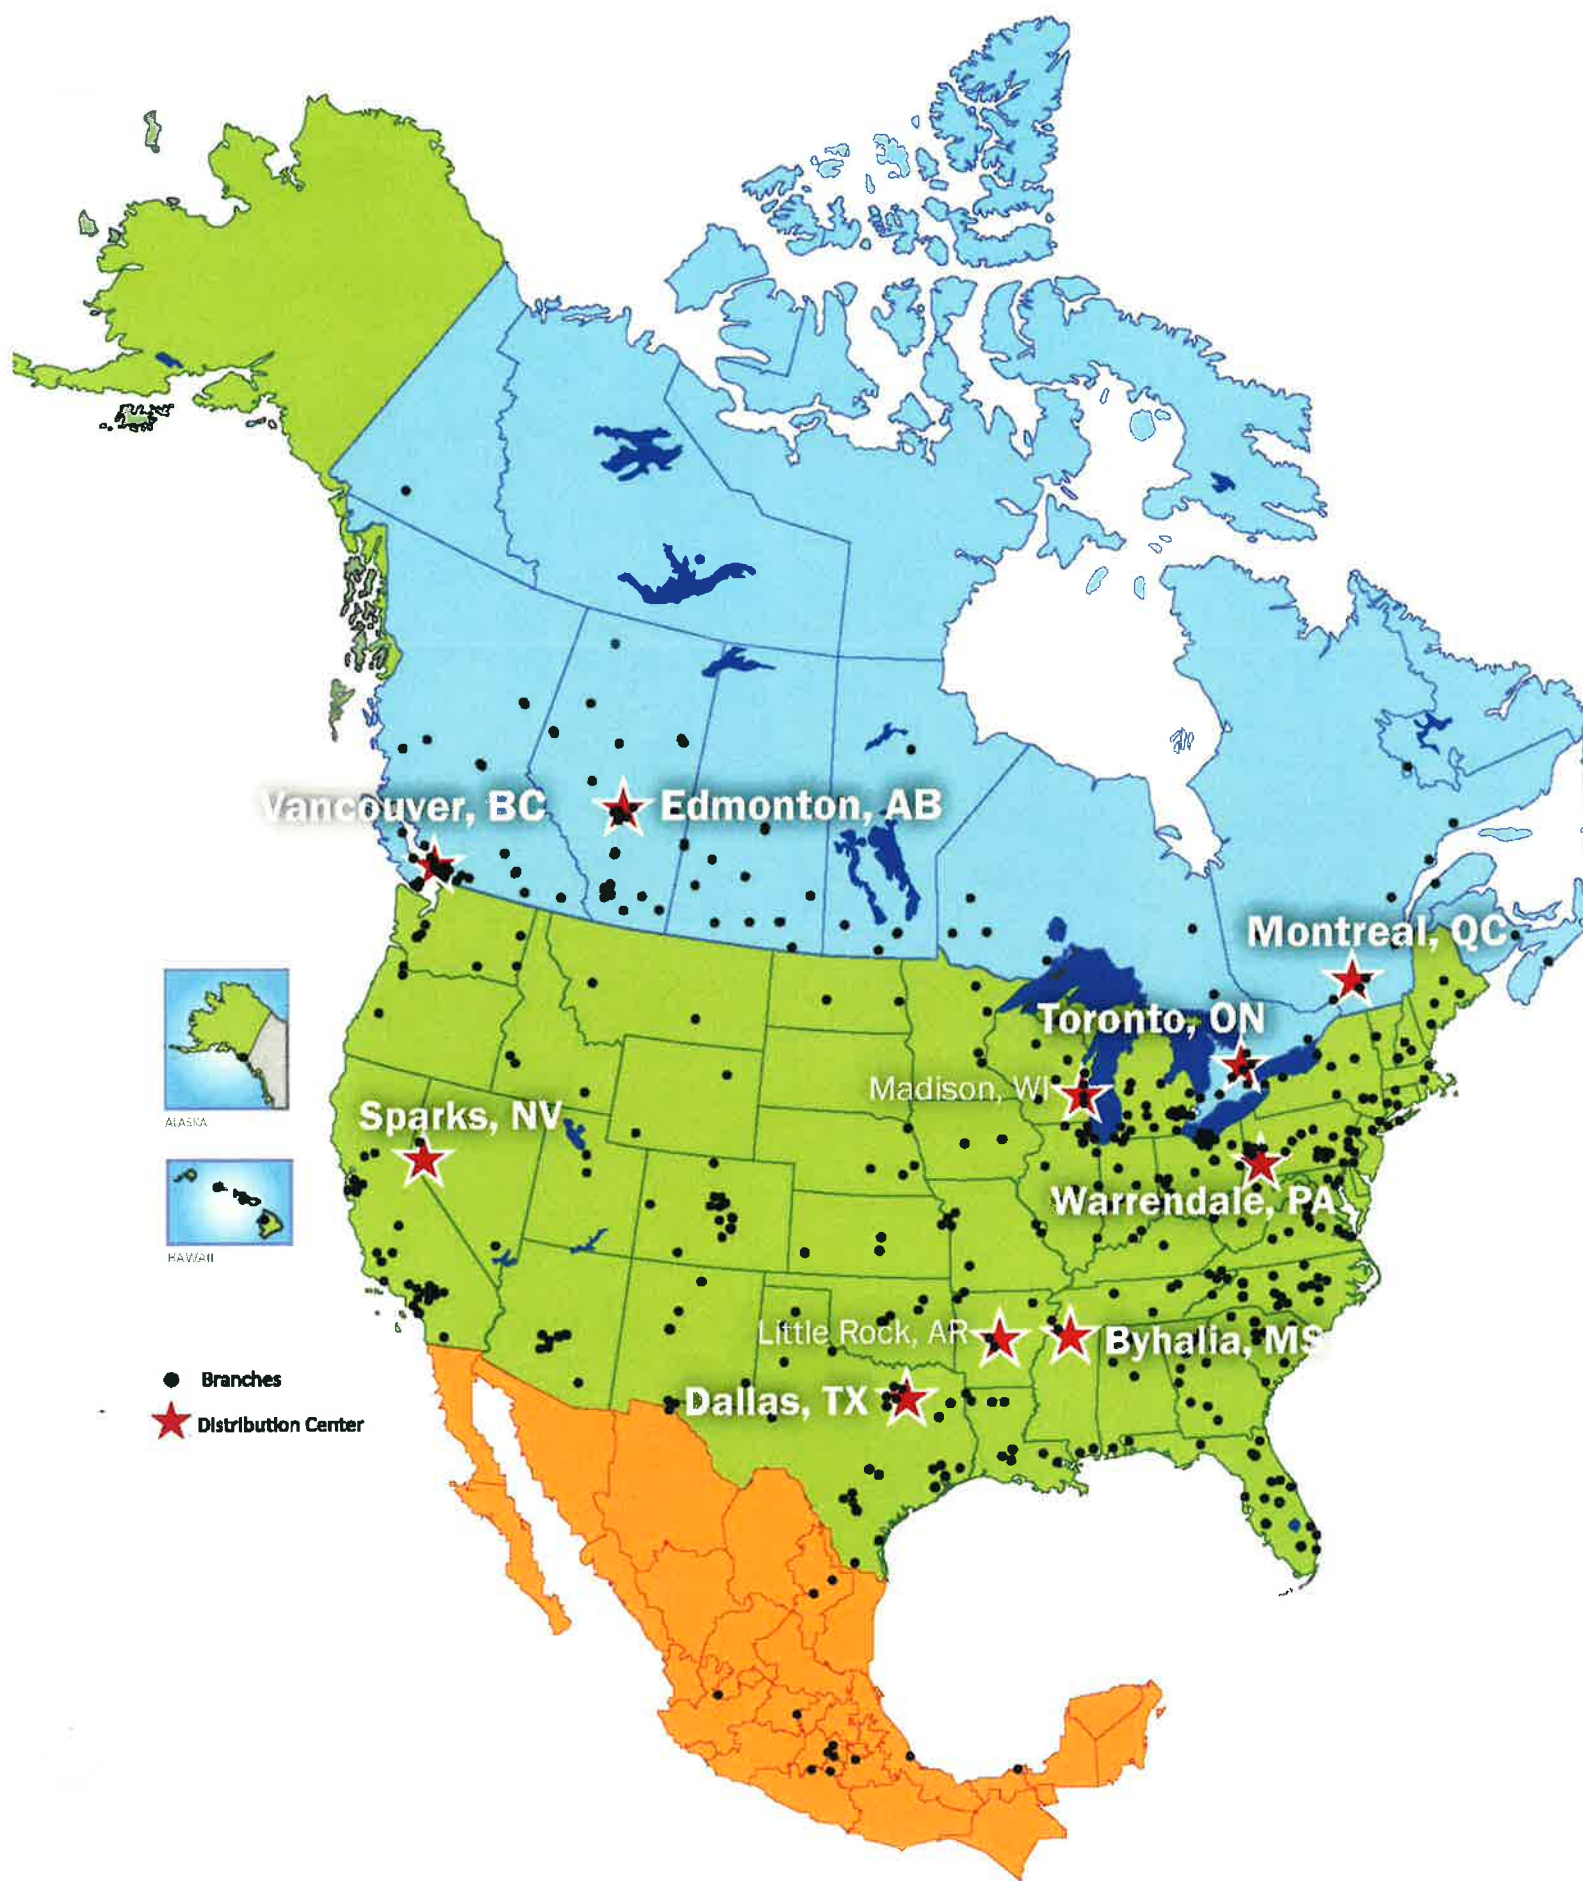 Vancouver, BC
Edmonton, AB
Montreal, QC
Toronto, ON
Madison, WI
Sparks, NV
ALASKA
Warrendale, PA
HAWAII
Little Rock, AR
Byhalia, MS
Branches
Dallas, TX
Distribution Center